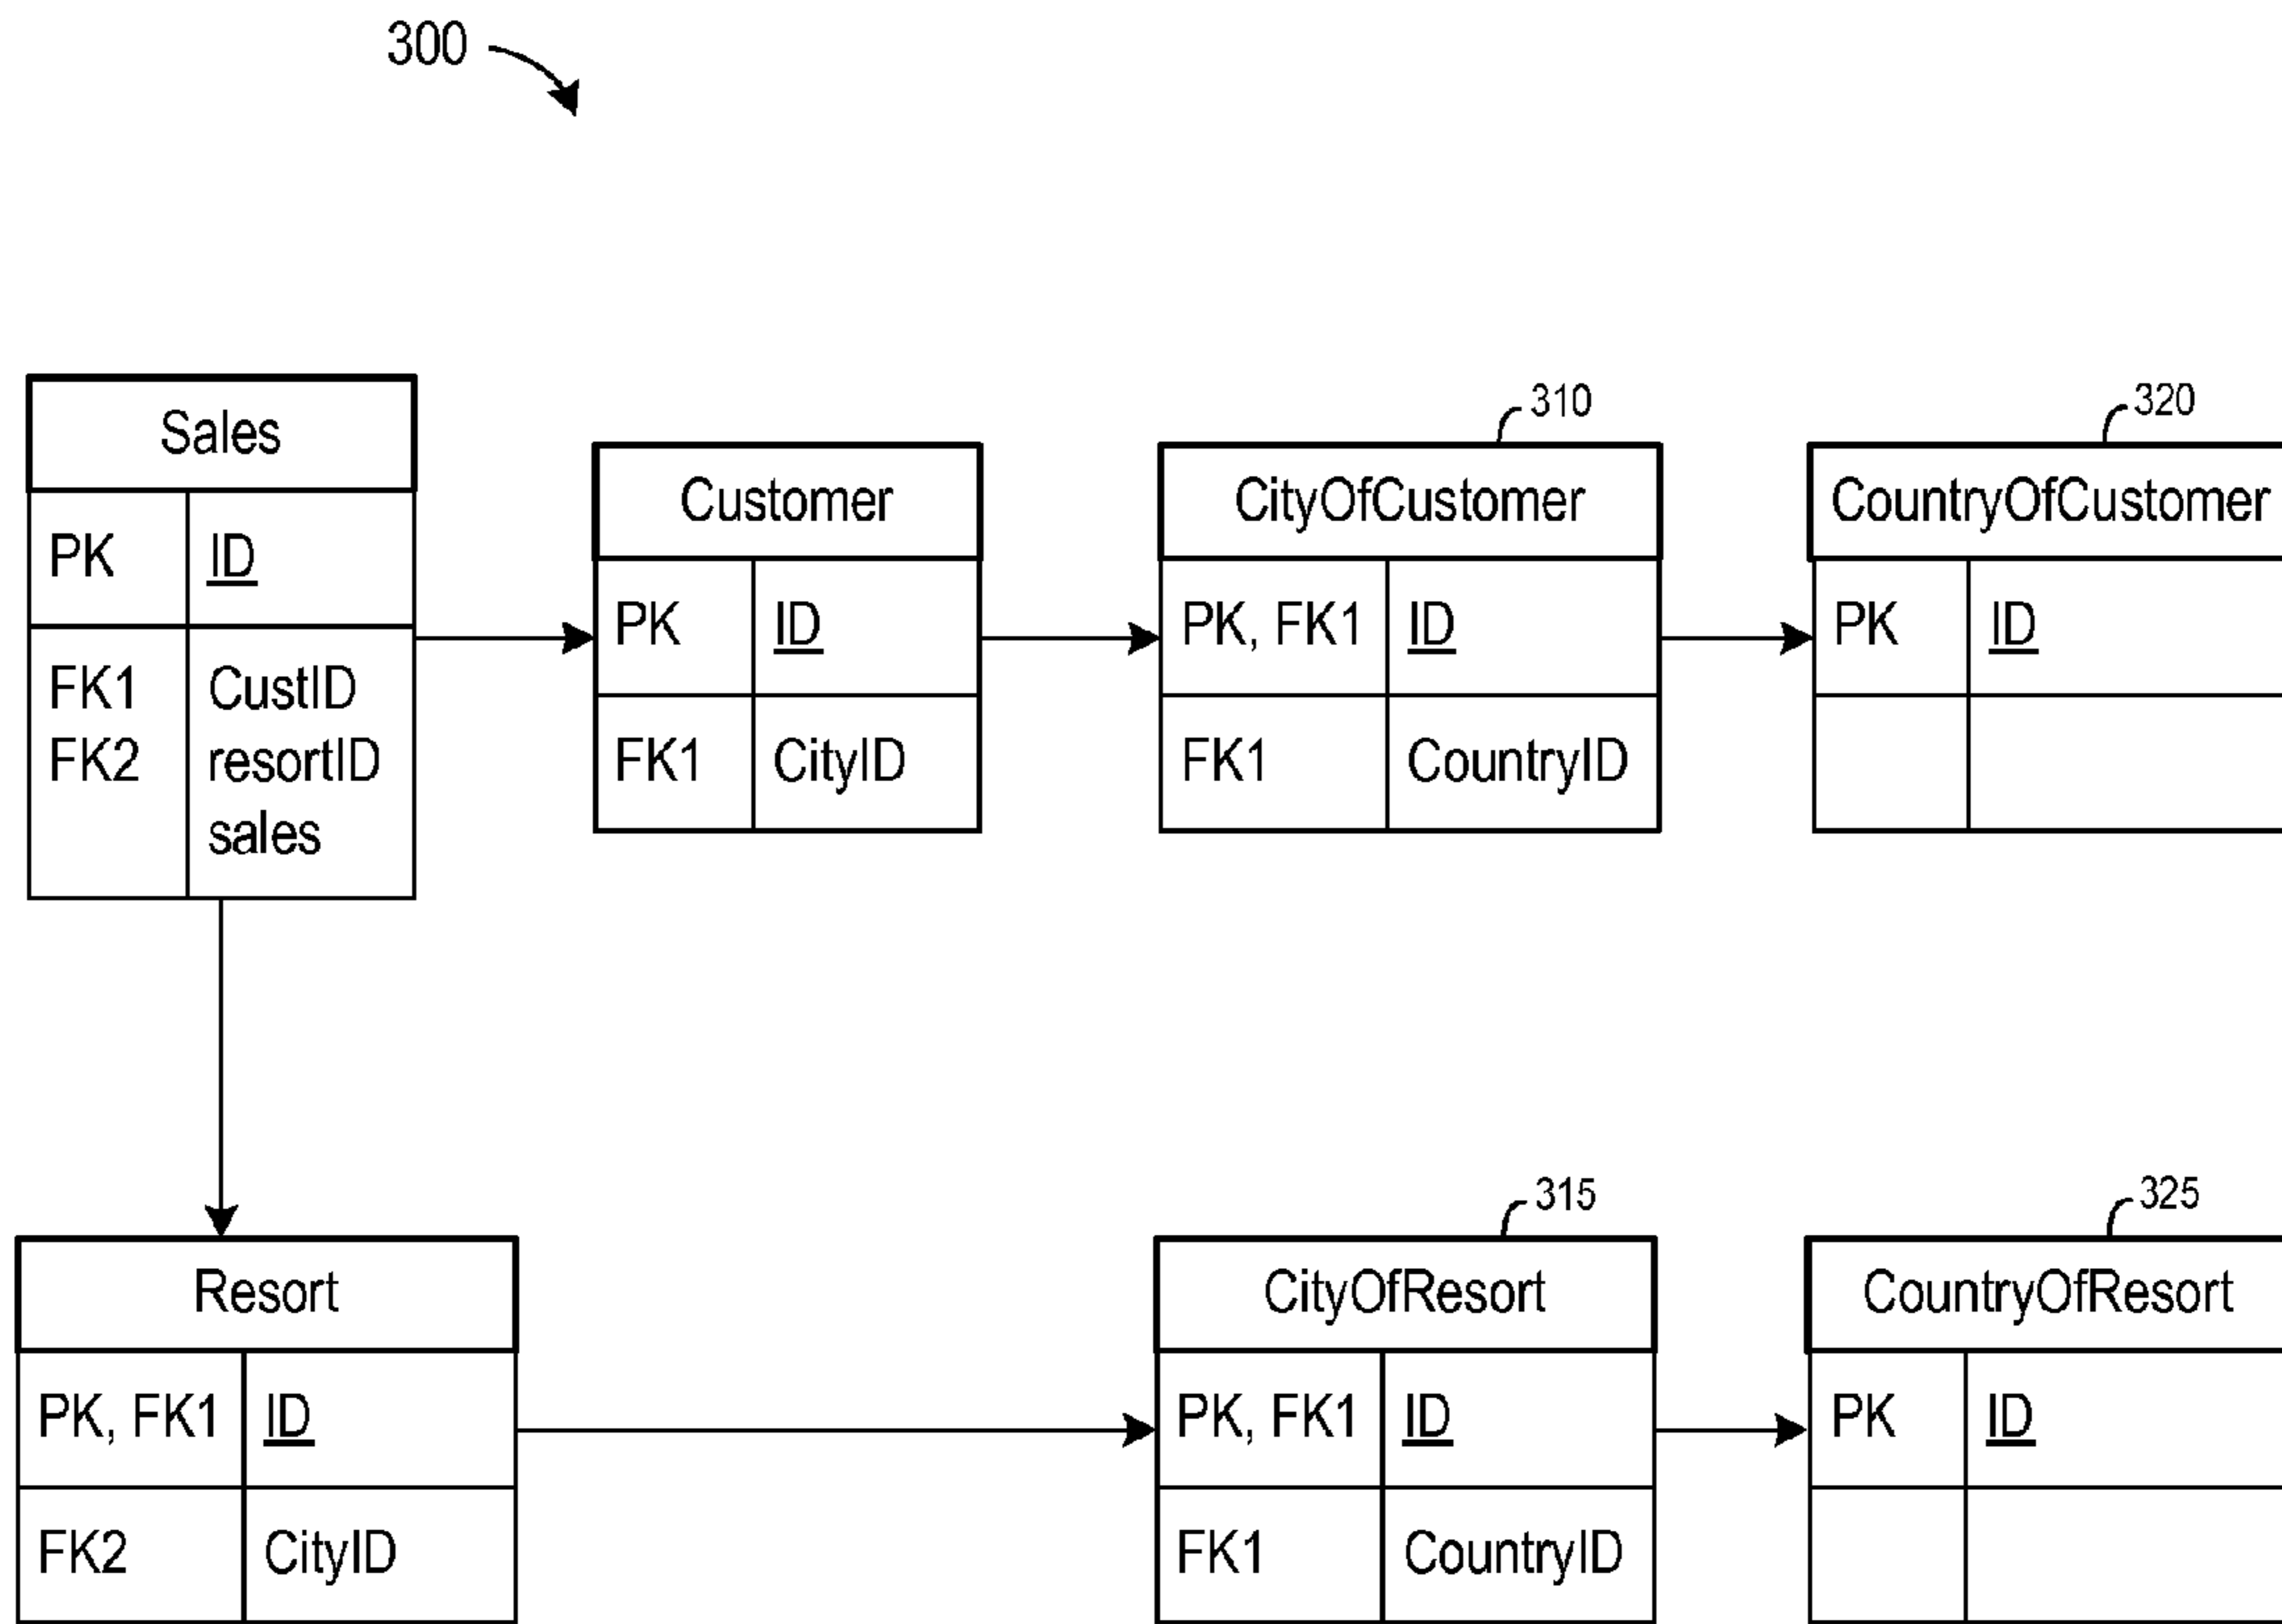 300
Sales
PK ID
FK1 CustID
FK2 resortID
sales
Customer
PK ID
FK1 CityID
310
CityOfCustomer
PK, FK1 ID
FK1 CountryID
320
CountryOfCustomer
PK ID
Resort
PK, FK1 ID
FK2 CityID
315
CityOfResort
PK, FK1 ID
FK1 CountryID
325
CountryOfResort
PK ID